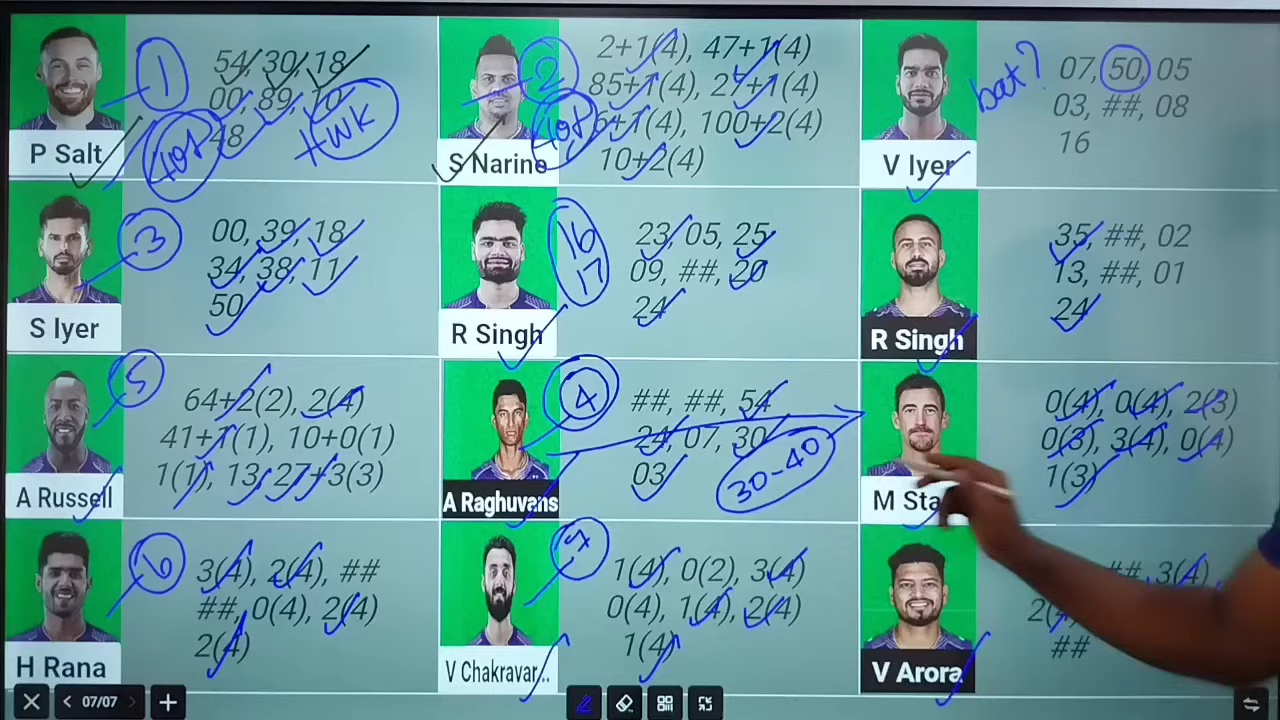 1
54, 30, 18
00, 89, 10
48
40₹
+WK
P Salt
2
2+1(4), 47+1(4)
85+1(4), 27+1(4)
6+1(4), 100+2(4)
10+2(4)
S Narine
bat?
07, 50, 05
03, ##, 08
16
V Iyer
3
00, 39, 18
34, 38, 11
50
S Iyer
16
17
23, 05, 25
09, ##, 20
24
R Singh
35, ##, 02
13, ##, 01
24
R Singh
5
64+2(2), 2(4)
41+1(1), 10+0(1)
1(1), 13, 27+3(3)
A Russell
4
##, ##, 54
24, 07, 30
03
30-40
A Raghuvans
0(4), 0(4), 2(3)
0(3), 3(4), 0(4)
1(3)
M Sta
6
3(4), 2(4), ##
##, 0(4), 2(4)
2(4)
H Rana
7
1(4), 0(2), 3(4)
0(4), 1(4), 2(4)
1(4)
V Chakravar..
##, 3(4),
##
V Arora
07/07